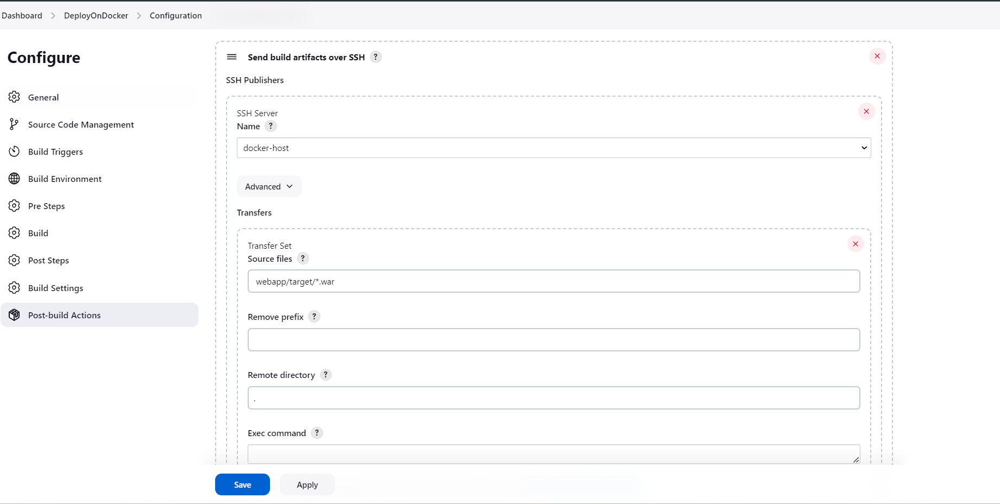 Dashboard > DeployOnDocker > Configuration
Configure
General
Source Code Management
Build Triggers
Build Environment
Pre Steps
Build
Post Steps
Build Settings
Post-build Actions
Send build artifacts over SSH ?
SSH Publishers
SSH Server
Name ?
docker-host
Advanced
Transfers
Transfer Set
Source files ?
webapp/target/*.war
Remove prefix ?
Remote directory ?
.
Exec command ?
Save Apply